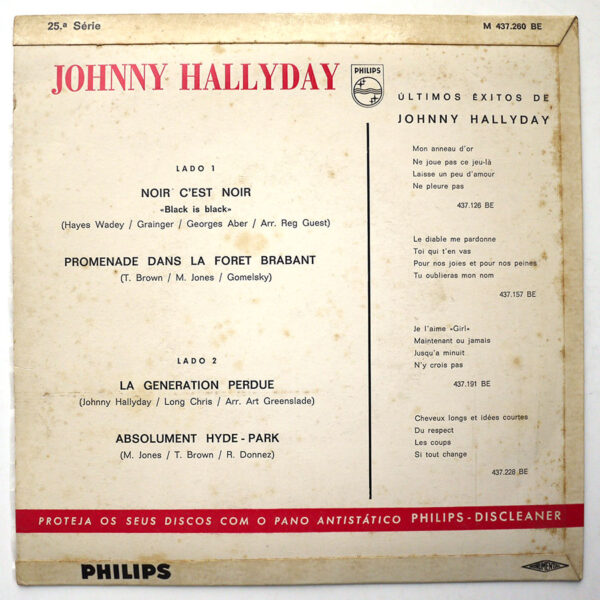 25.ª Série
M 437.260 BE
JOHNNY HALLYDAY
PHILIPS
LADO 1
NOIR C'EST NOIR
«Black is black»
(Hayes Wadey / Grainger / Georges Aber / Arr. Reg Guest)
PROMENADE DANS LA FORET BRABANT
(T. Brown / M. Jones / Gomelsky)
LADO 2
LA GENERATION PERDUE
(Johnny Hallyday / Long Chris / Arr. Art Greenslade)
ABSOLUMENT HYDE - PARK
(M. Jones / T. Brown / R. Donnez)
ÚLTIMOS ÊXITOS DE
JOHNNY HALLYDAY
Mon anneau d'or
Ne joue pas ce jeu-là
Laisse un peu d'amour
Ne pleure pas
437.126 BE
Le diable me pardonne
Toi qui t'en vas
Pour nos joies et pour nos peines
Tu oublieras mon nom
437.157 BE
Je l'aime «Girl»
Maintenant ou jamais
Jusqu'a minuit
N'y crois pas
437.191 BE
Cheveux longs et idées courtes
Du respect
Les coups
Si tout change
437.228 BE
PROTEJA OS SEUS DISCOS COM O PANO ANTISTÁTICO PHILIPS - DISCLEANER
PHILIPS
MONUMENTAL